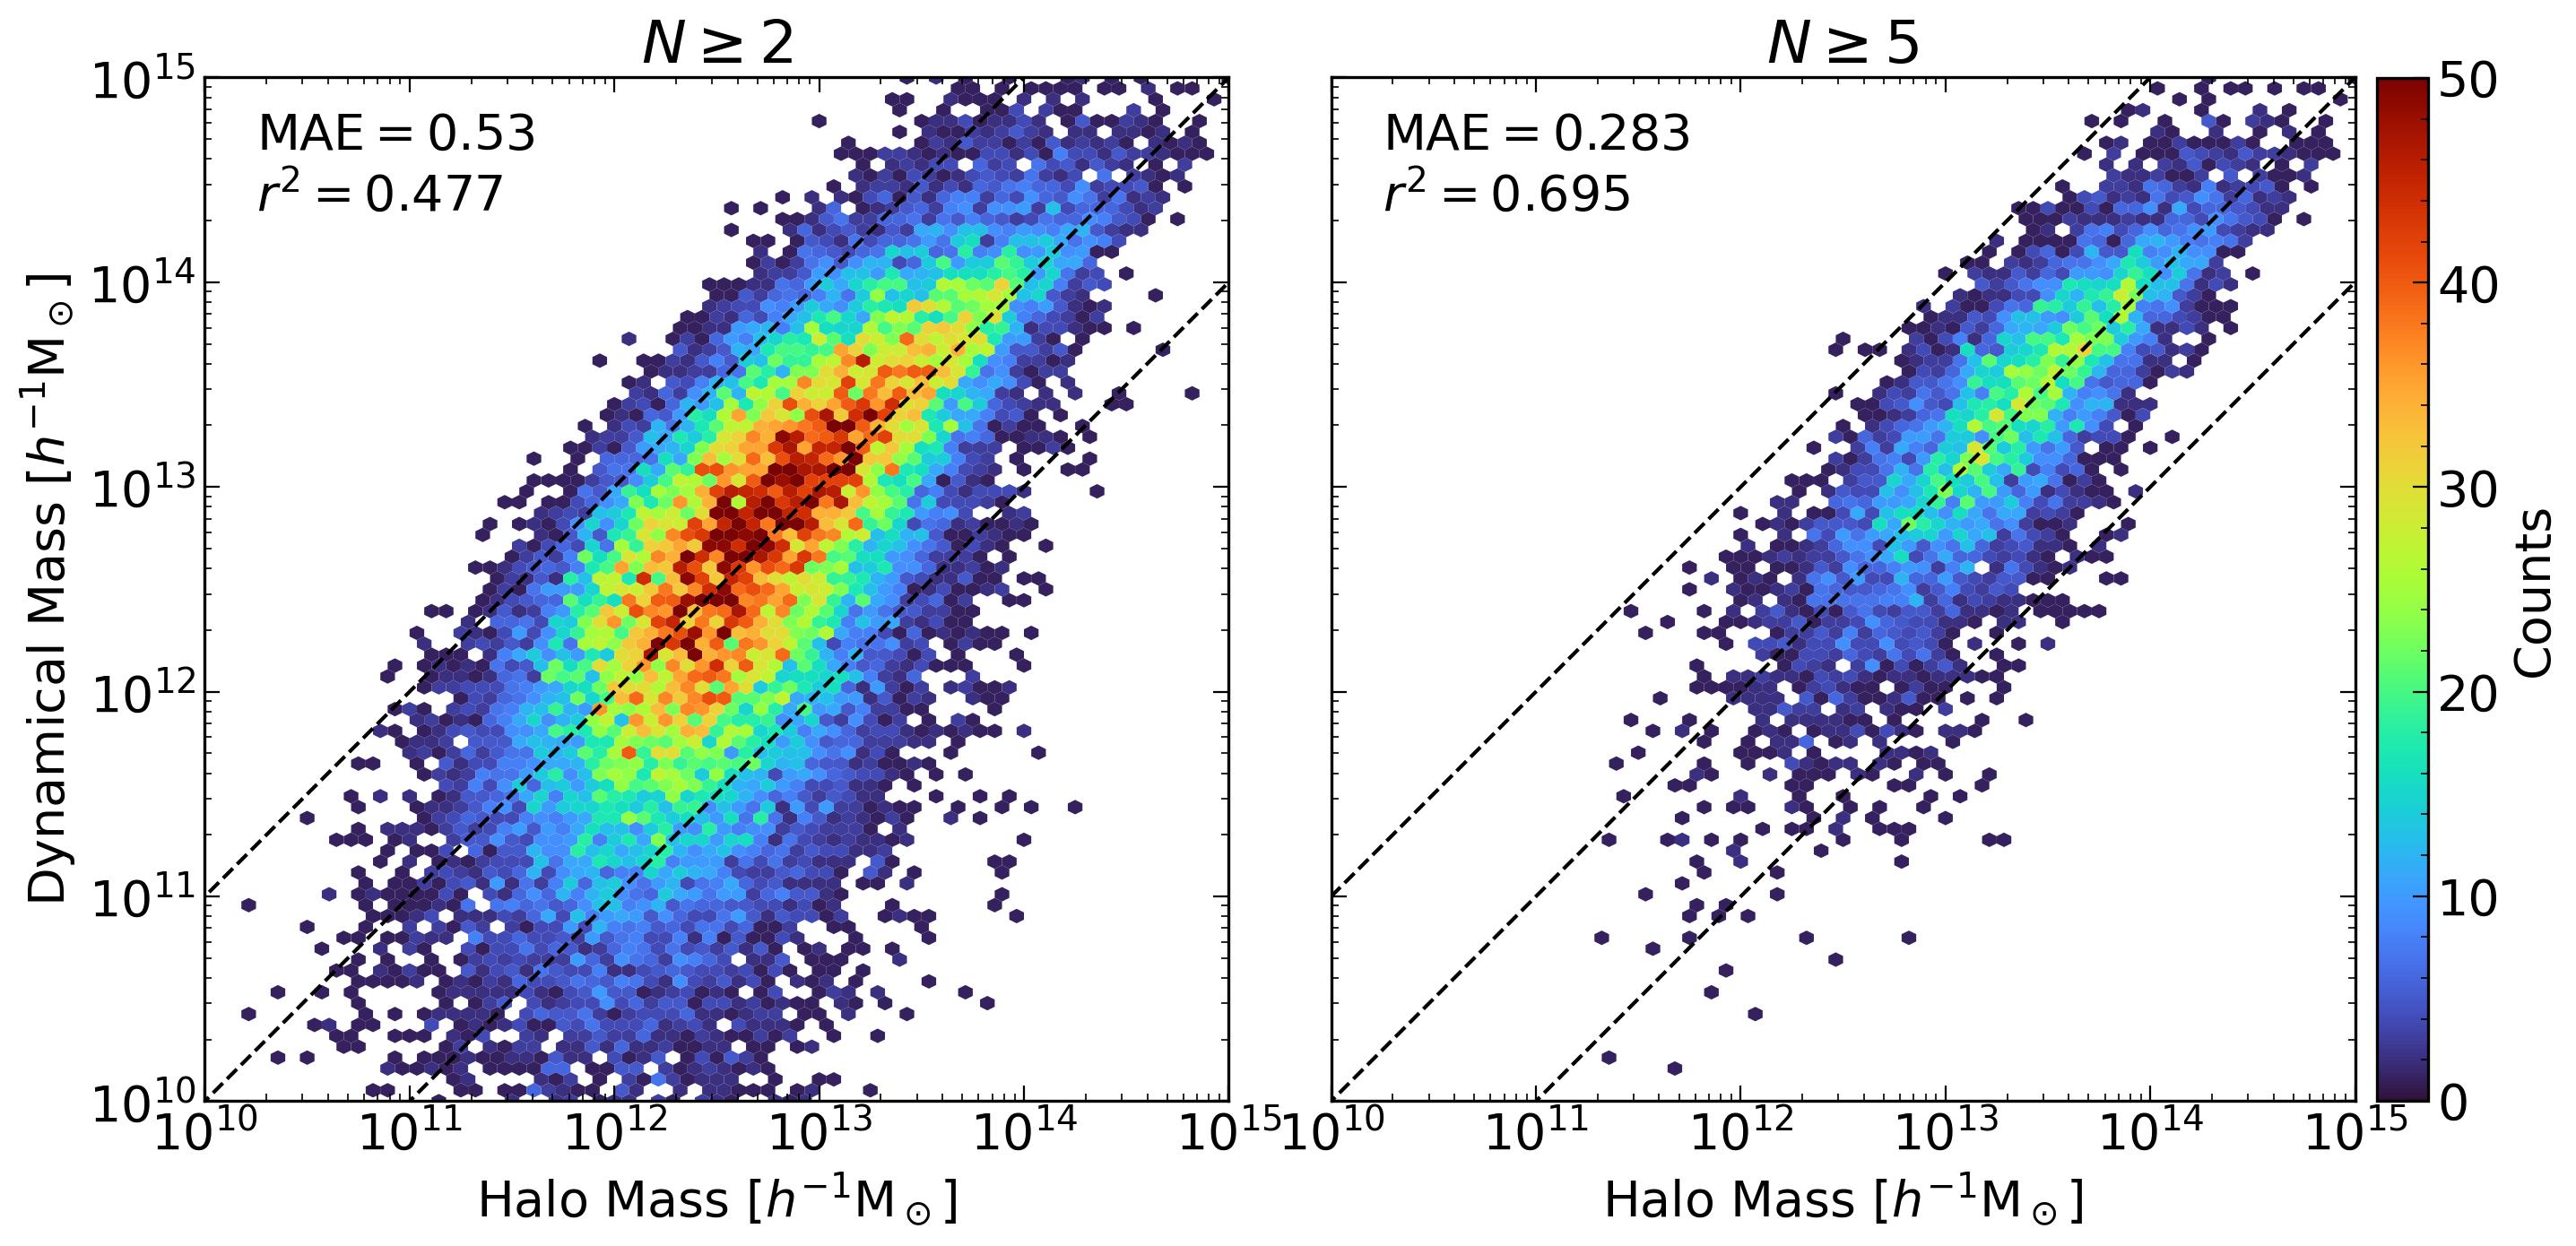 N ≥ 2
N ≥ 5
MAE = 0.53
r² = 0.477
MAE = 0.283
r² = 0.695
Dynamical Mass [h⁻¹M⊙]
10¹⁵
10¹⁴
10¹³
10¹²
10¹¹
10¹⁰
10¹⁰ 10¹¹ 10¹² 10¹³ 10¹⁴ 10¹⁵
10¹⁰ 10¹¹ 10¹² 10¹³ 10¹⁴ 10¹⁵
Halo Mass [h⁻¹M⊙]
Halo Mass [h⁻¹M⊙]
50
40
30
20
10
0
Counts